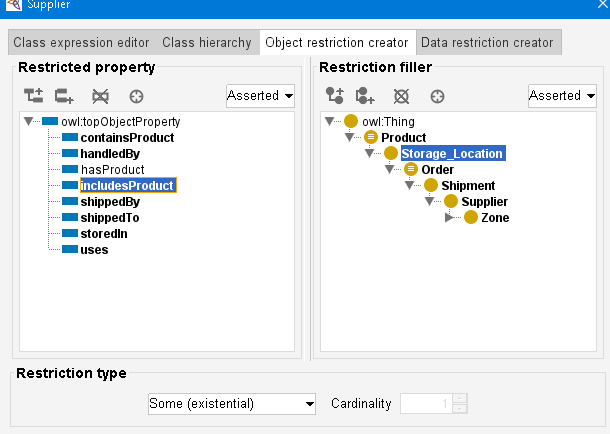 Supplier
Class expression editor Class hierarchy Object restriction creator Data restriction creator
Restricted property
Asserted
owl:topObjectProperty
containsProduct
handledBy
hasProduct
includesProduct
shippedBy
shippedTo
storedIn
uses
Restriction filler
Asserted
owl:Thing
Product
Storage_Location
Order
Shipment
Supplier
Zone
Restriction type
Some (existential) Cardinality 1